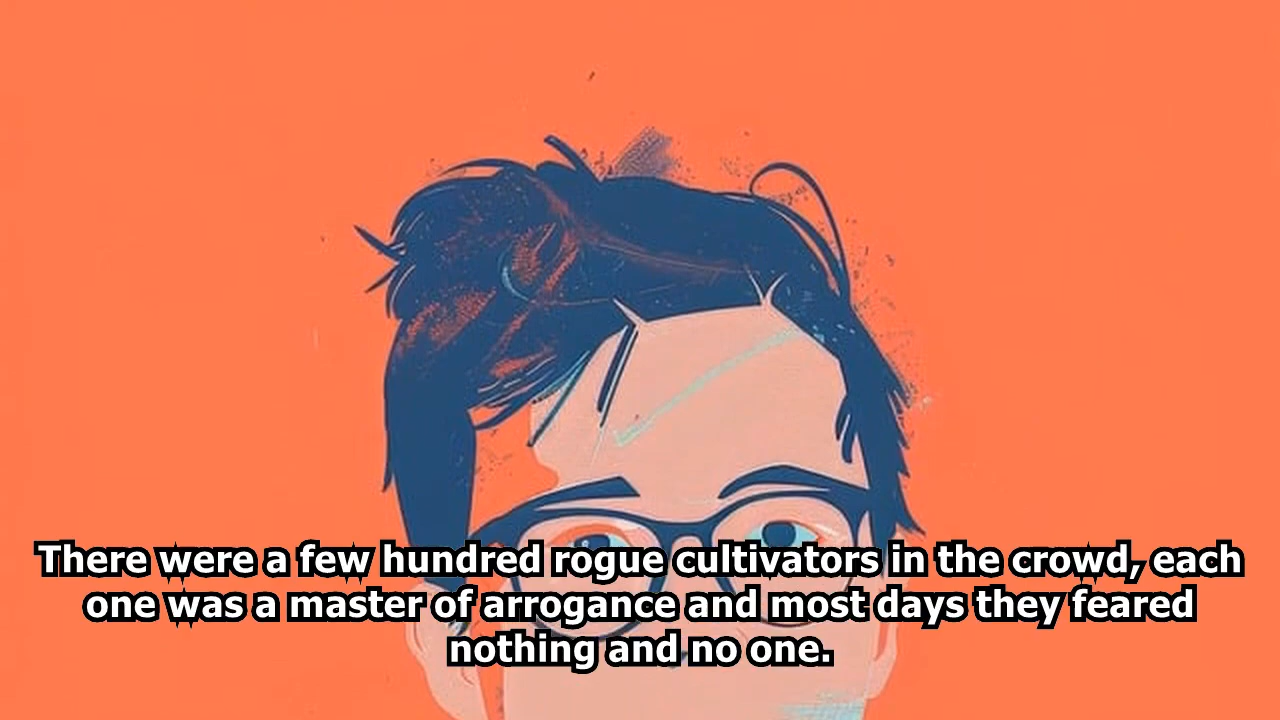 There were a few hundred rogue cultivators in the crowd, each
one was a master of arrogance and most days they feared
nothing and no one.